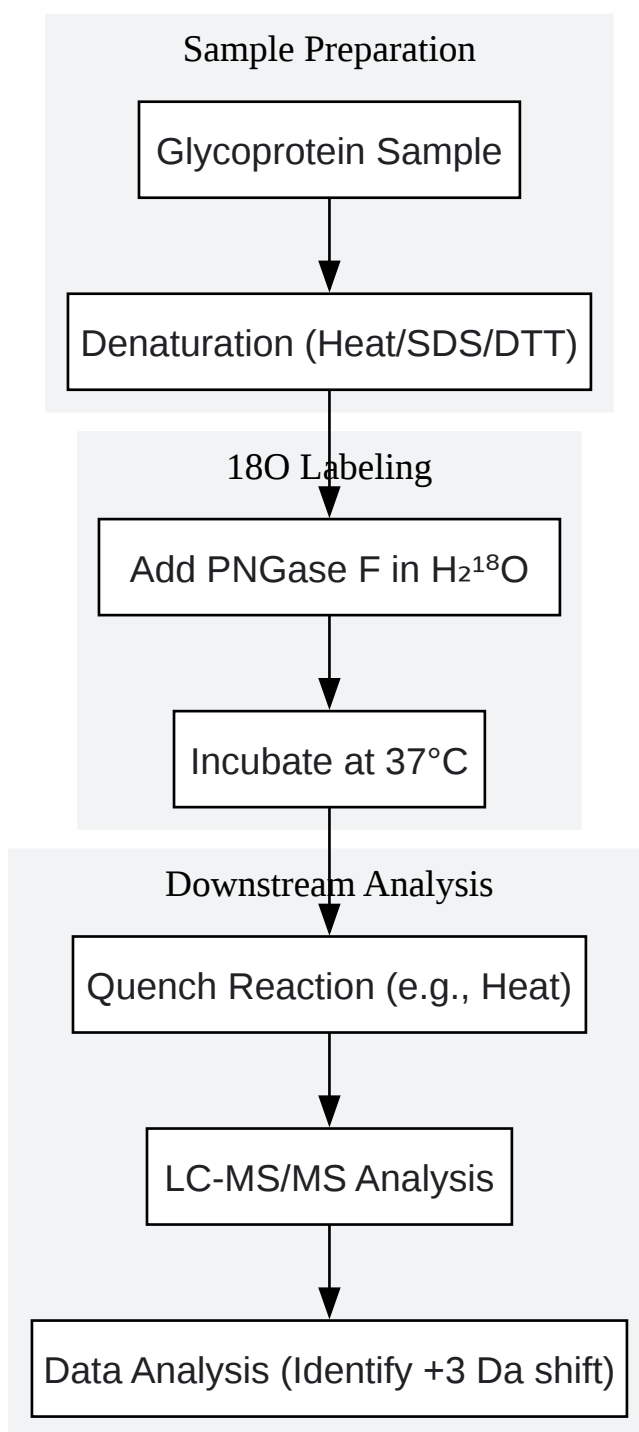 Sample Preparation
Glycoprotein Sample
Denaturation (Heat/SDS/DTT)
18O Labeling
Add PNGase F in H₂¹⁸O
Incubate at 37°C
Downstream Analysis
Quench Reaction (e.g., Heat)
LC-MS/MS Analysis
Data Analysis (Identify +3 Da shift)